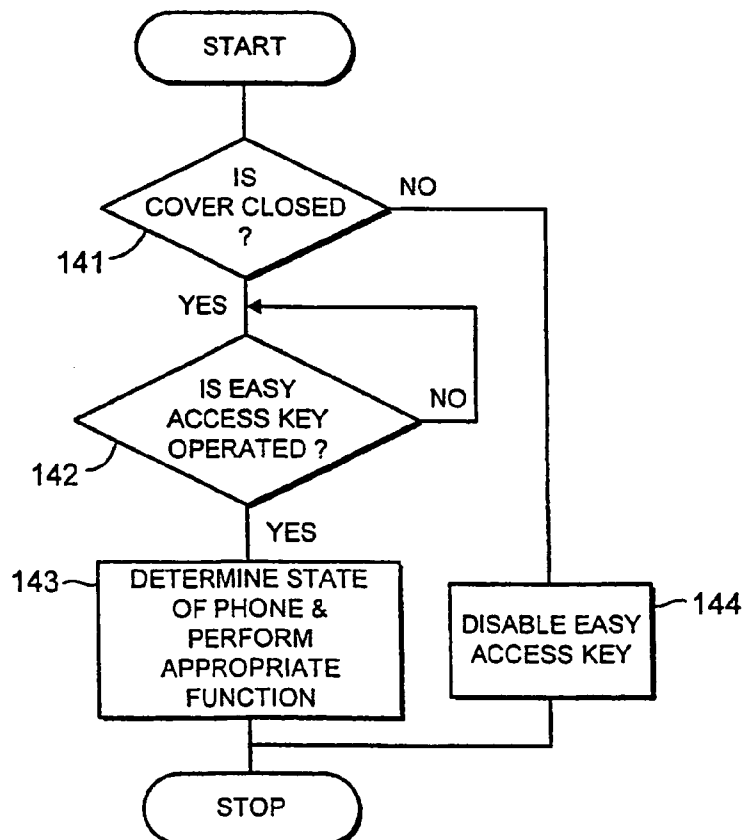 START
IS
COVER CLOSED
?
NO
141
YES
IS EASY
ACCESS KEY
OPERATED ?
NO
142
YES
143
DETERMINE STATE
OF PHONE &
PERFORM
APPROPRIATE
FUNCTION
DISABLE EASY
ACCESS KEY
144
STOP